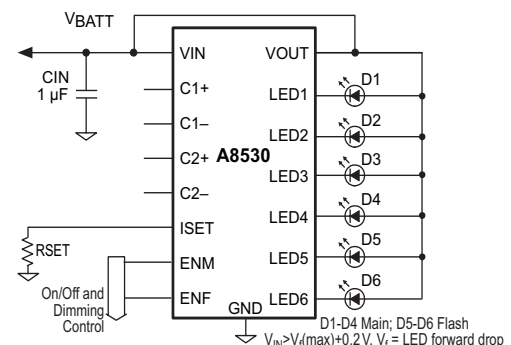 VBATT
VIN
VOUT
CIN
1 µF
C1+
C1–
C2+
C2–
A8530
LED1
D1
LED2
D2
LED3
D3
LED4
D4
LED5
D5
LED6
D6
ISET
RSET
ENM
ENF
GND
On/Off and
Dimming
Control
D1-D4 Main; D5-D6 Flash
VIN>Vf(max)+0.2 V, Vf = LED forward drop